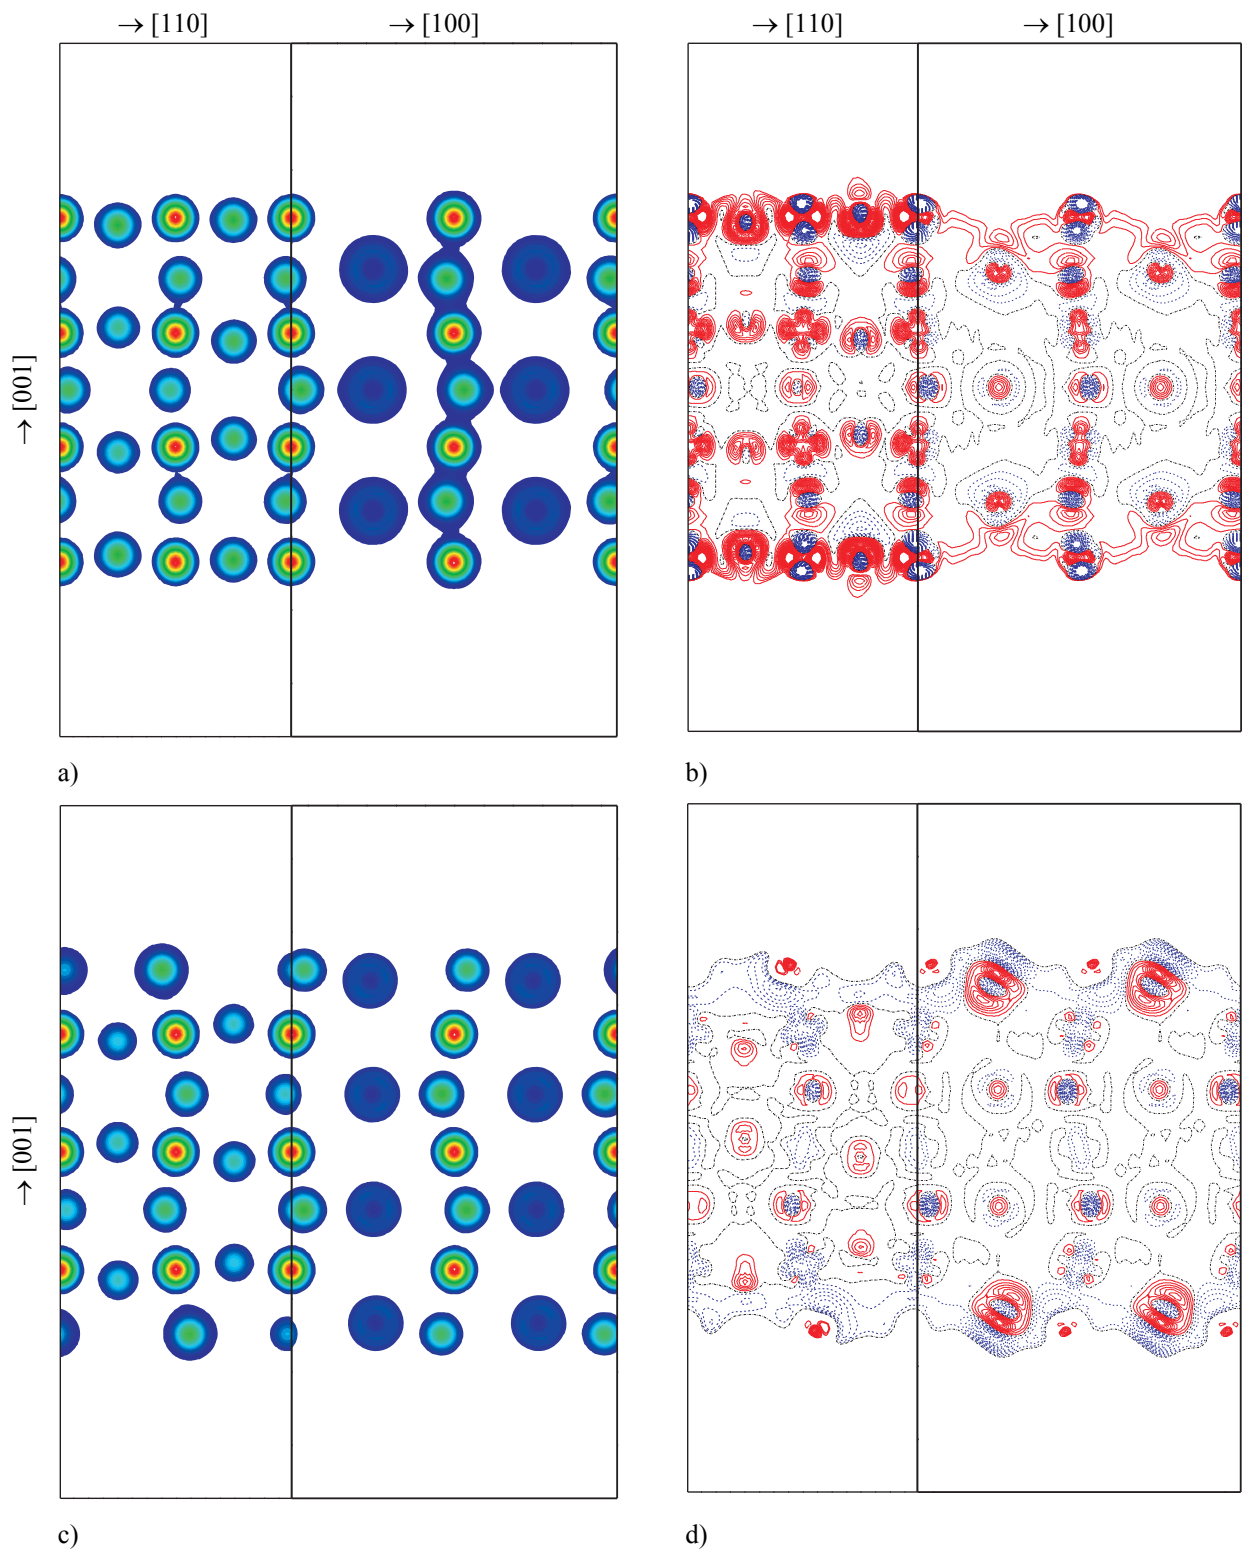 → [110] → [100] → [110] → [100]
→ [001]
a) b)
→ [001]
c) d)